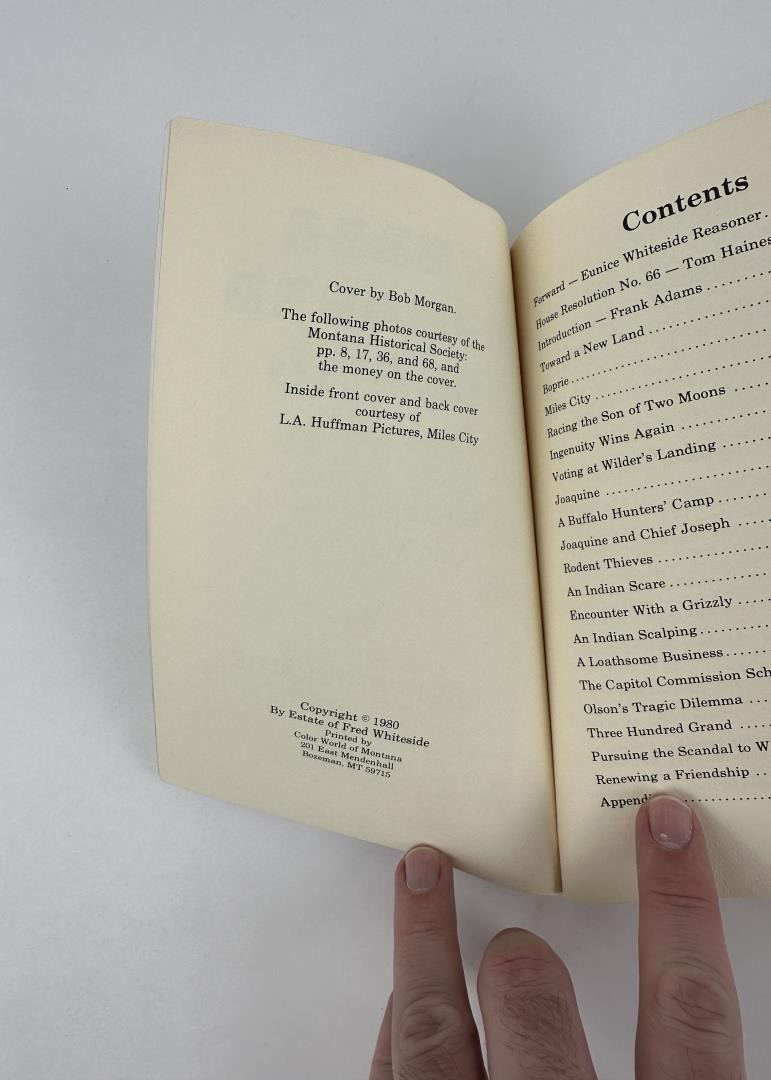 Cover by Bob Morgan.
The following photos courtesy of the
Montana Historical Society:
pp. 8, 17, 36, and 68, and
the money on the cover.
Inside front cover and back cover
courtesy of
L.A. Huffman Pictures, Miles City
Copyright © 1980
By Estate of Fred Whiteside
Printed by
Color World of Montana
201 East Mendenhall
Bozeman, MT 59715
Contents
Forward — Eunice Whiteside Reasoner.
House Resolution No. 66 — Tom Haines
Introduction — Frank Adams ........
Toward a New Land ................
Boprie ...........................
Miles City .......................
Racing the Son of Two Moons .....
Ingenuity Wins Again ............
Voting at Wilder's Landing .......
Joaquine ........................
A Buffalo Hunters' Camp .......
Joaquine and Chief Joseph .....
Rodent Thieves ................
An Indian Scare ...............
Encounter With a Grizzly .....
An Indian Scalping ..........
A Loathsome Business ......
The Capitol Commission Sch
Olson's Tragic Dilemma ...
Three Hundred Grand .....
Pursuing the Scandal to W
Renewing a Friendship ..
Appendi ...........